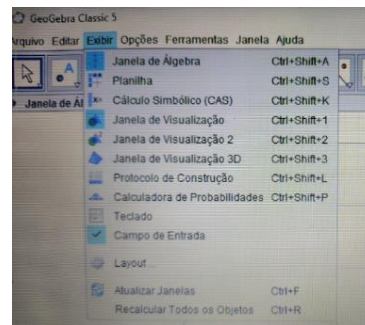 GeoGebra Classic 5
Arquivo Editar Exibir Opções Ferramentas Janela Ajuda
A
Janela de Ál
Janela de Álgebra Ctrl+Shift+A
Planilha Ctrl+Shift+S
Cálculo Simbólico (CAS) Ctrl+Shift+K
Janela de Visualização Ctrl+Shift+1
Janela de Visualização 2 Ctrl+Shift+2
Janela de Visualização 3D Ctrl+Shift+3
Protocolo de Construção Ctrl+Shift+L
Calculadora de Probabilidades Ctrl+Shift+P
Teclado
Campo de Entrada
Layout ...
Atualizar Janelas Ctrl+F
Recalcular Todos os Objetos Ctrl+R